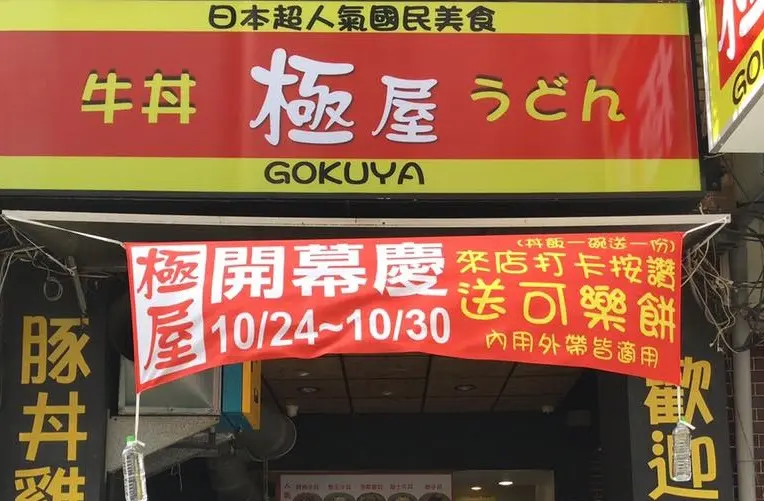 日本超人氣國民美食
牛丼 極屋 うどん
GOKUYA
極屋
開幕慶
10/24~10/30
(丼飯一碗送一份)
來店打卡按讚
送可樂餅
內用外帶皆適用
豚丼雞
歡迎
GOKU